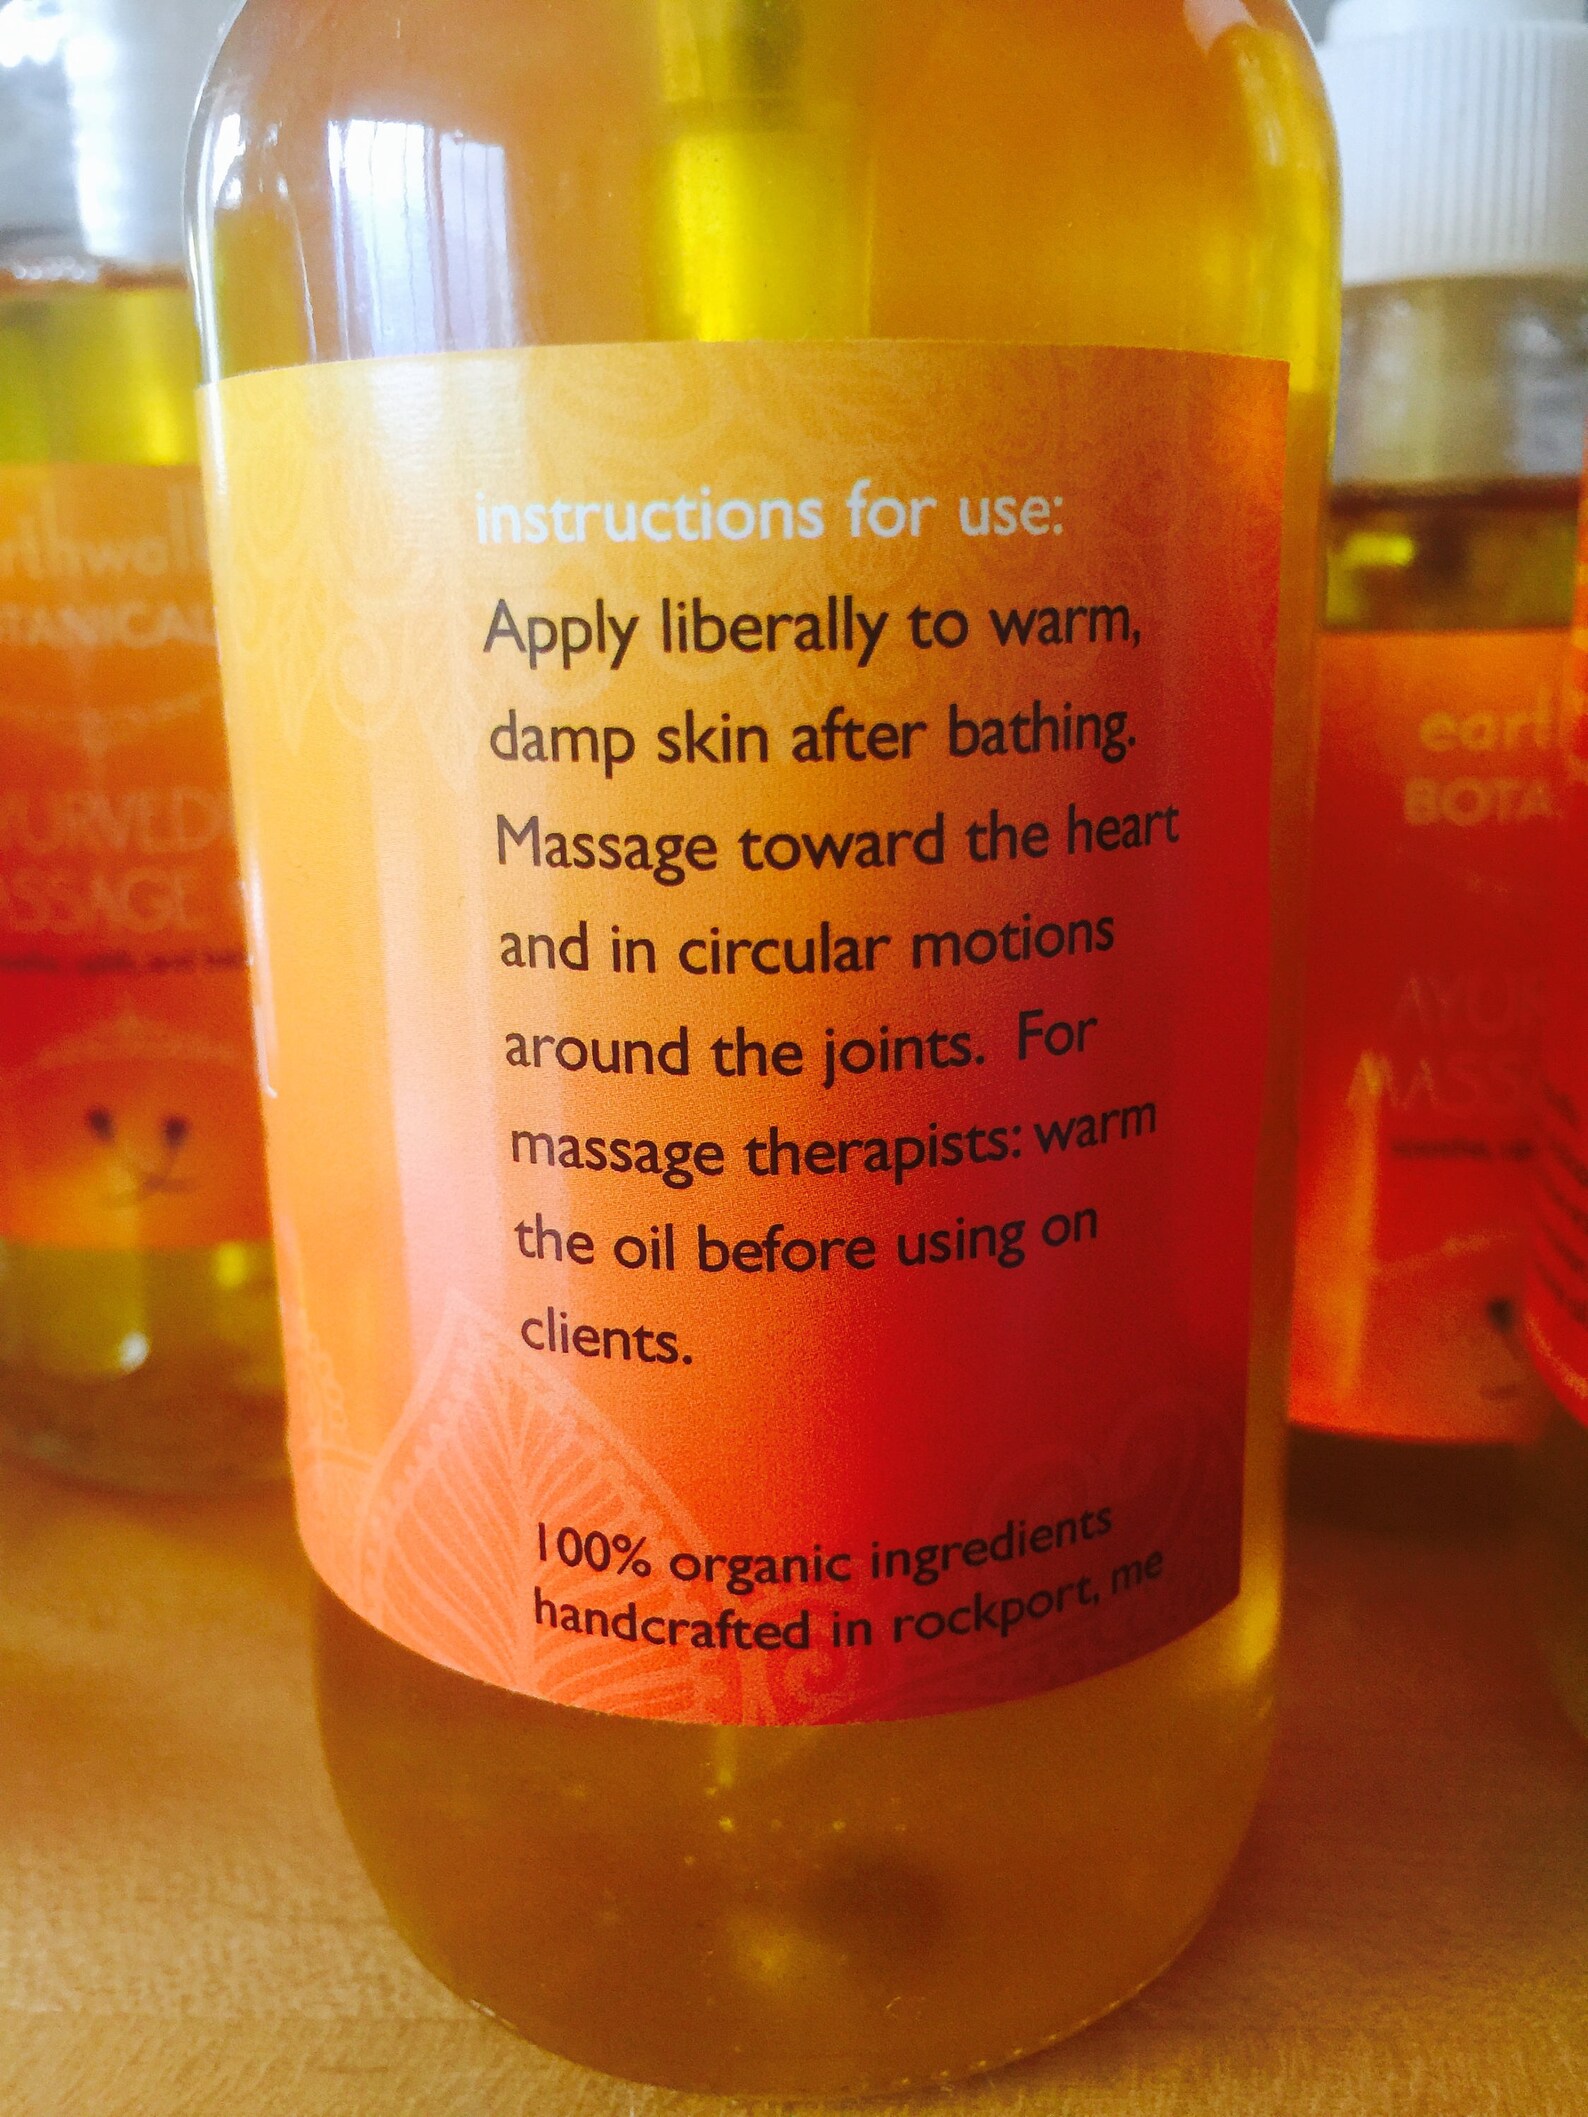 instructions for use:
Apply liberally to warm,
damp skin after bathing.
Massage toward the heart
and in circular motions
around the joints. For
massage therapists: warm
the oil before using on
clients.
100% organic ingredients
handcrafted in rockport, me